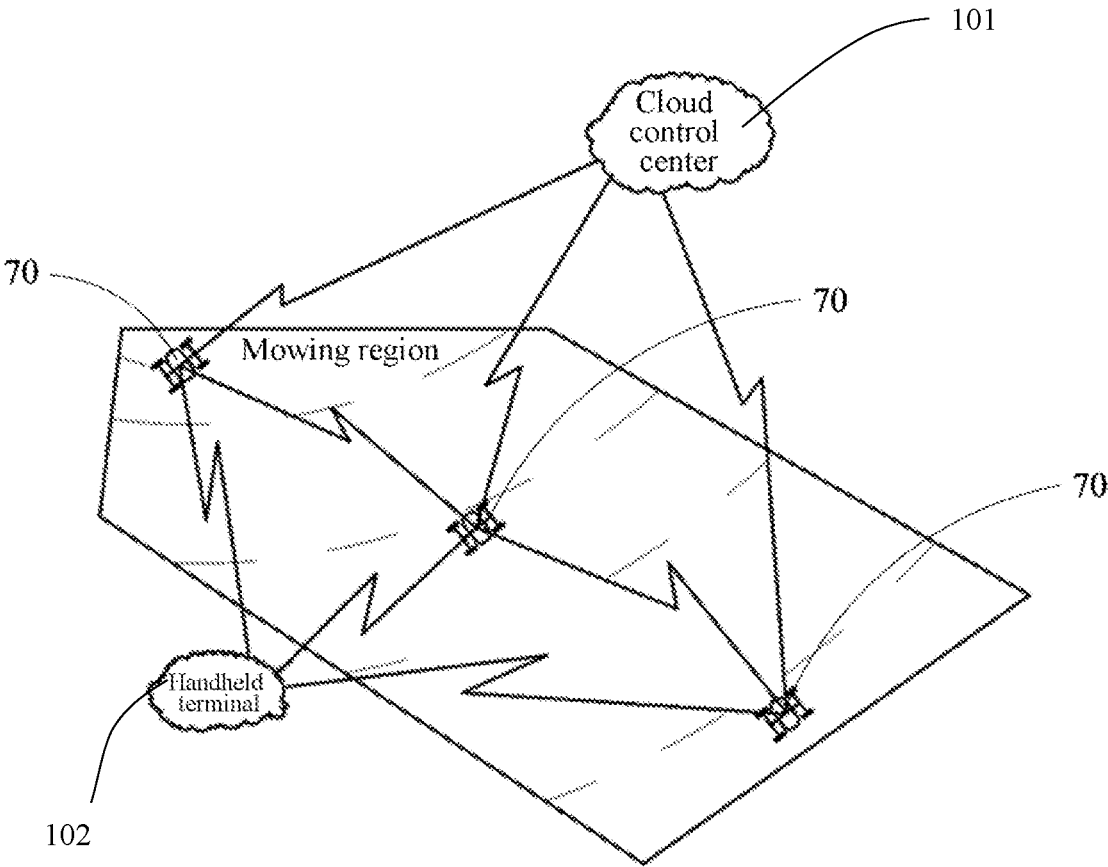 101
Cloud
control
center
70
70
Mowing region
70
Handheld
terminal
102